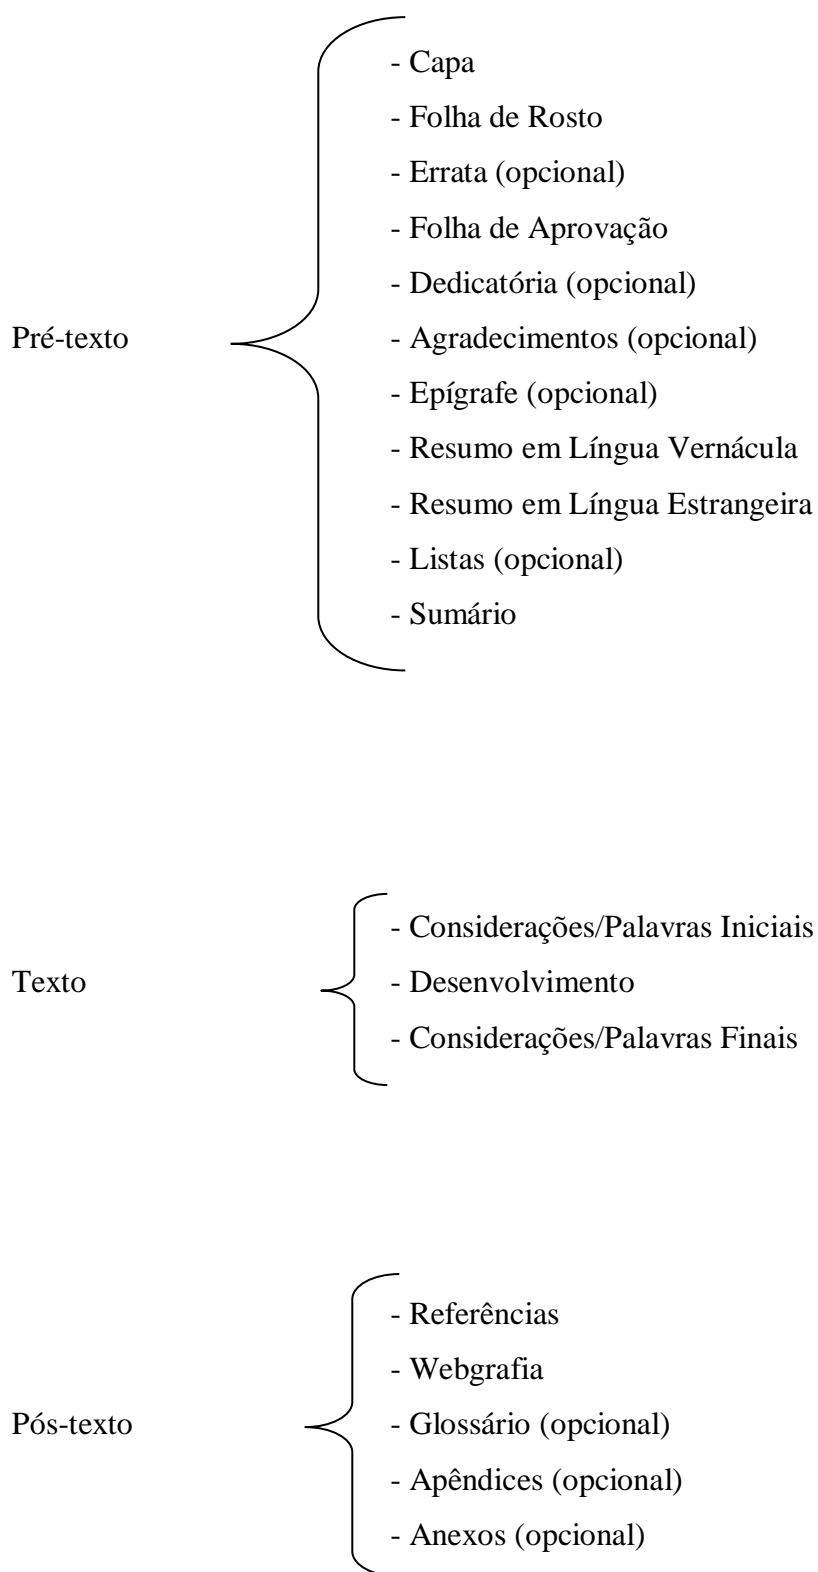 - Capa
- Folha de Rosto
- Errata (opcional)
- Folha de Aprovação
- Dedicatória (opcional)
Pré-texto - Agradecimentos (opcional)
- Epígrafe (opcional)
- Resumo em Língua Vernácula
- Resumo em Língua Estrangeira
- Listas (opcional)
- Sumário
- Considerações/Palavras Iniciais
Texto - Desenvolvimento
- Considerações/Palavras Finais
- Referências
- Webgrafia
Pós-texto - Glossário (opcional)
- Apêndices (opcional)
- Anexos (opcional)